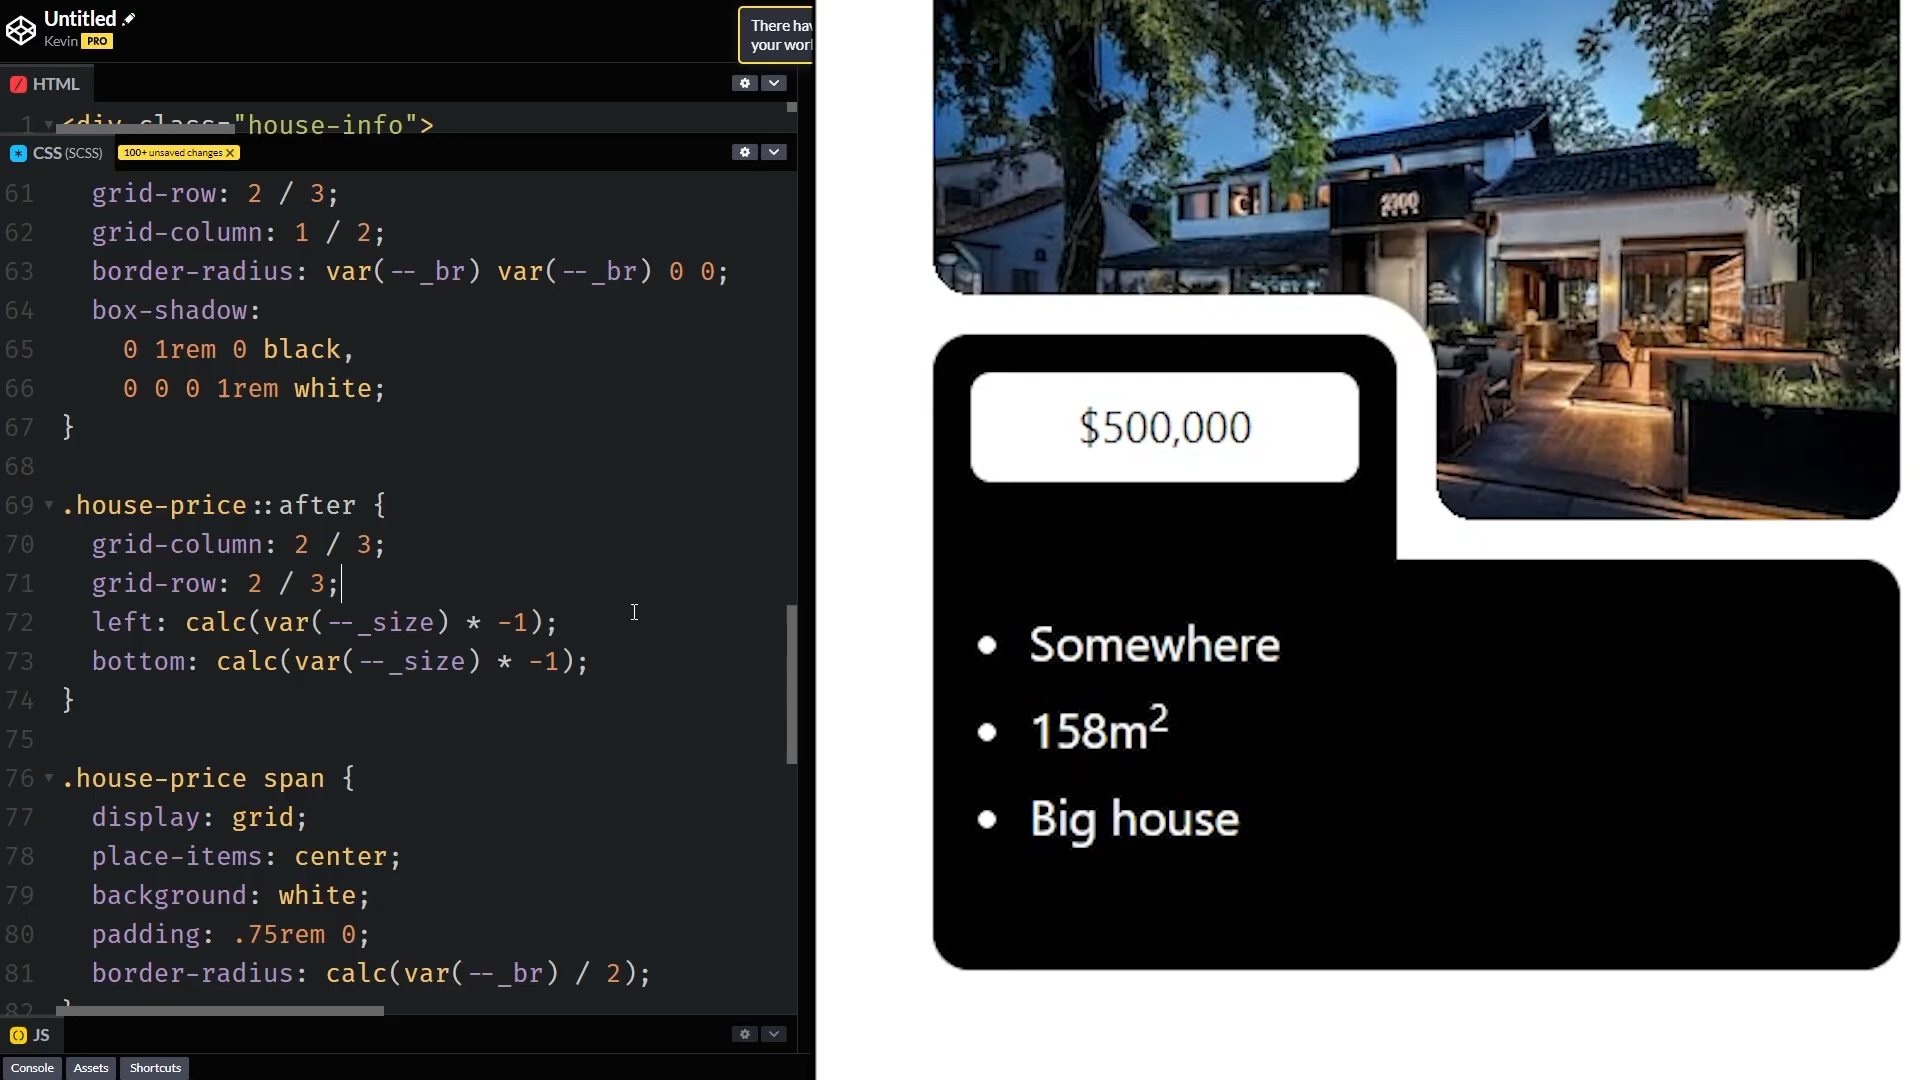 Untitled
Kevin PRO
There hav
your worl
HTML
1 <div class="house-info">
CSS (SCSS) 100+ unsaved changes X
61 grid-row: 2 / 3;
62 grid-column: 1 / 2;
63 border-radius: var(--_br) var(--_br) 0 0;
64 box-shadow:
65 0 1rem 0 black,
66 0 0 0 1rem white;
67 }
68
69 .house-price::after {
70 grid-column: 2 / 3;
71 grid-row: 2 / 3;
72 left: calc(var(--_size) * -1);
73 bottom: calc(var(--_size) * -1);
74 }
75
76 .house-price span {
77 display: grid;
78 place-items: center;
79 background: white;
80 padding: .75rem 0;
81 border-radius: calc(var(--_br) / 2);
82 }
JS
Console Assets Shortcuts
$500,000
• Somewhere
• 158m²
• Big house